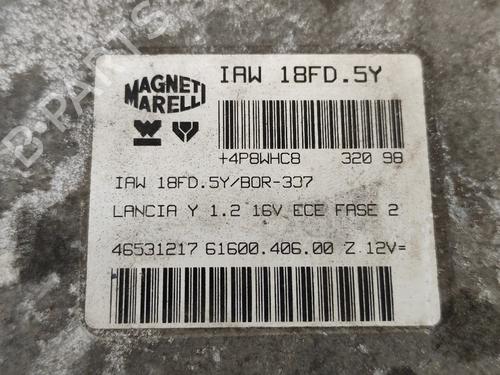 MAGNETI
MARELLI
IAW 18FD.5Y
+4P8WHC8 320 98
IAW 18FD.5Y/BOR-337
LANCIA Y 1.2 16V ECE FASE 2
46531217 61600.406.00 Z 12V=